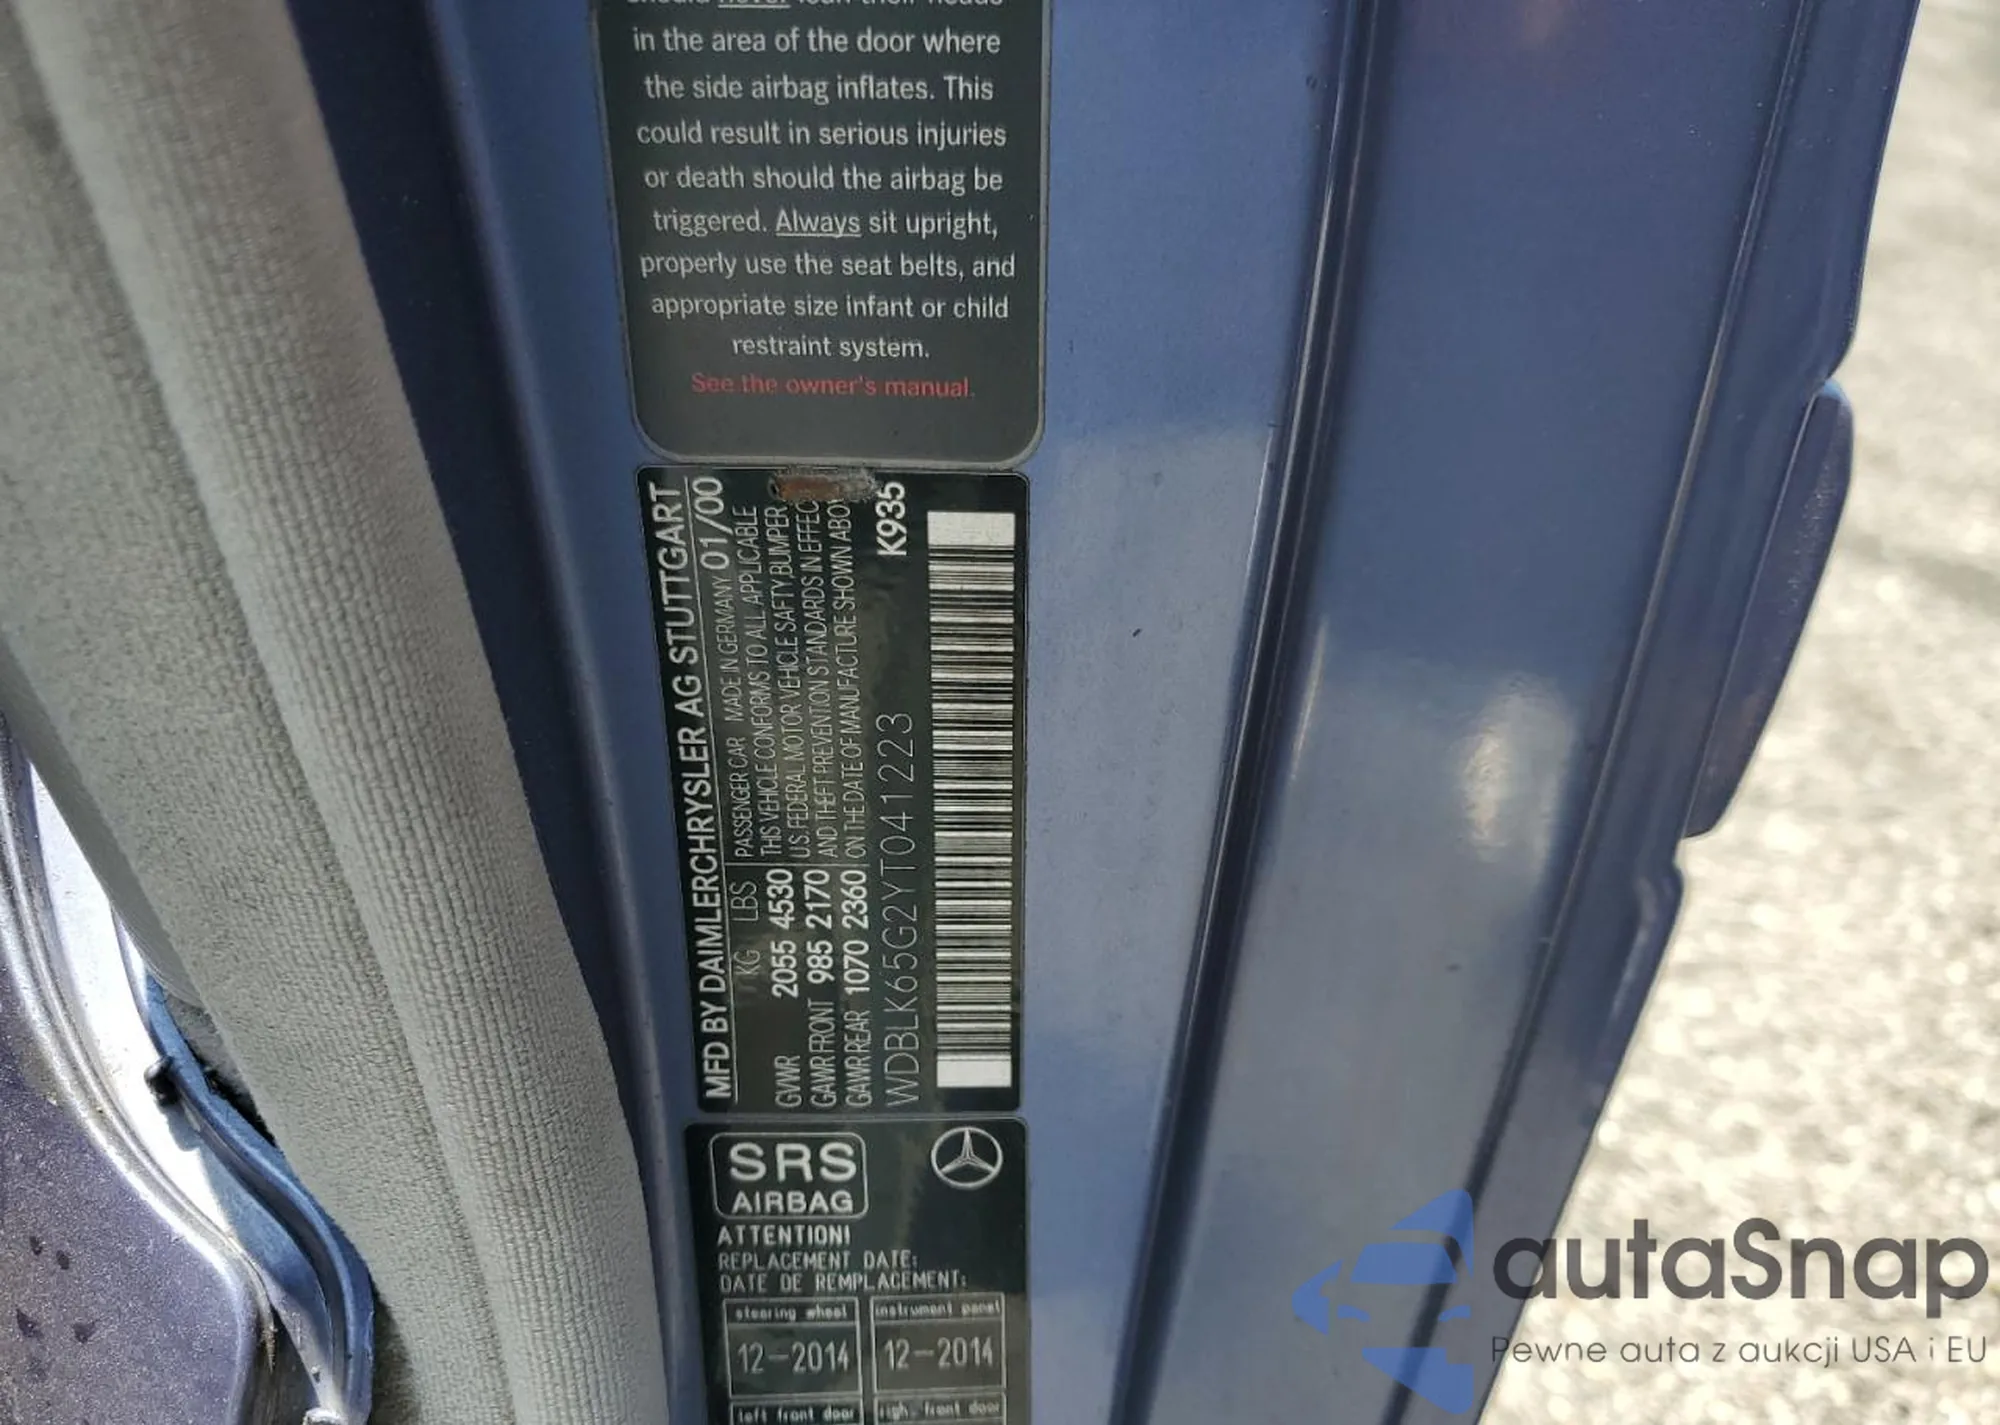 in the area of the door where
the side airbag inflates. This
could result in serious injuries
or death should the airbag be
triggered. Always sit upright,
properly use the seat belts, and
appropriate size infant or child
restraint system.
See the owner's manual.
MFD BY DAIMLERCHRYSLER AG STUTTGART
KG LBS PASSENGER CAR MADE IN GERMANY 01/00
GVWR 2055 4530 THIS VEHICLE CONFORMS TO ALL APPLICABLE
U.S. FEDERAL MOTOR VEHICLE SAFTY,BUMPER,
GAWR FRONT 985 2170 AND THEFT PREVENTION STANDARDS IN EFFEC
GAWR REAR 1070 2360 ON THE DATE OF MANUFACTURE SHOWN ABOV
WDBLK65G2YT041223 K935
SRS
AIRBAG
ATTENTION!
REPLACEMENT DATE:
DATE DE REMPLACEMENT:
steering wheel instrument panel
12-2014 12-2014
left front door righ. front door
autaSnap
Pewne auta z aukcji USA i EU